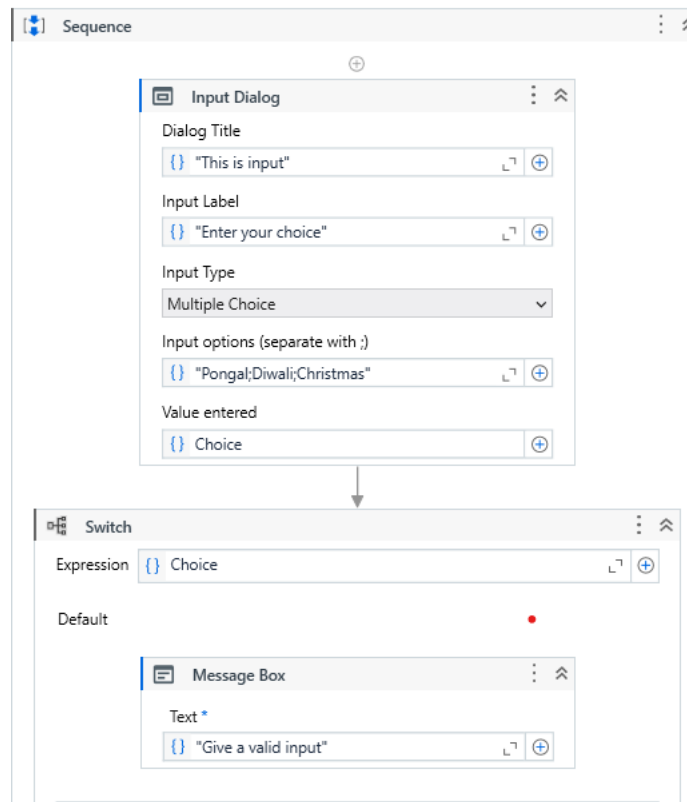 Sequence
Input Dialog
Dialog Title
"This is input"
Input Label
"Enter your choice"
Input Type
Multiple Choice
Input options (separate with ;)
"Pongal;Diwali;Christmas"
Value entered
Choice
Switch
Expression Choice
Default
Message Box
Text *
"Give a valid input"